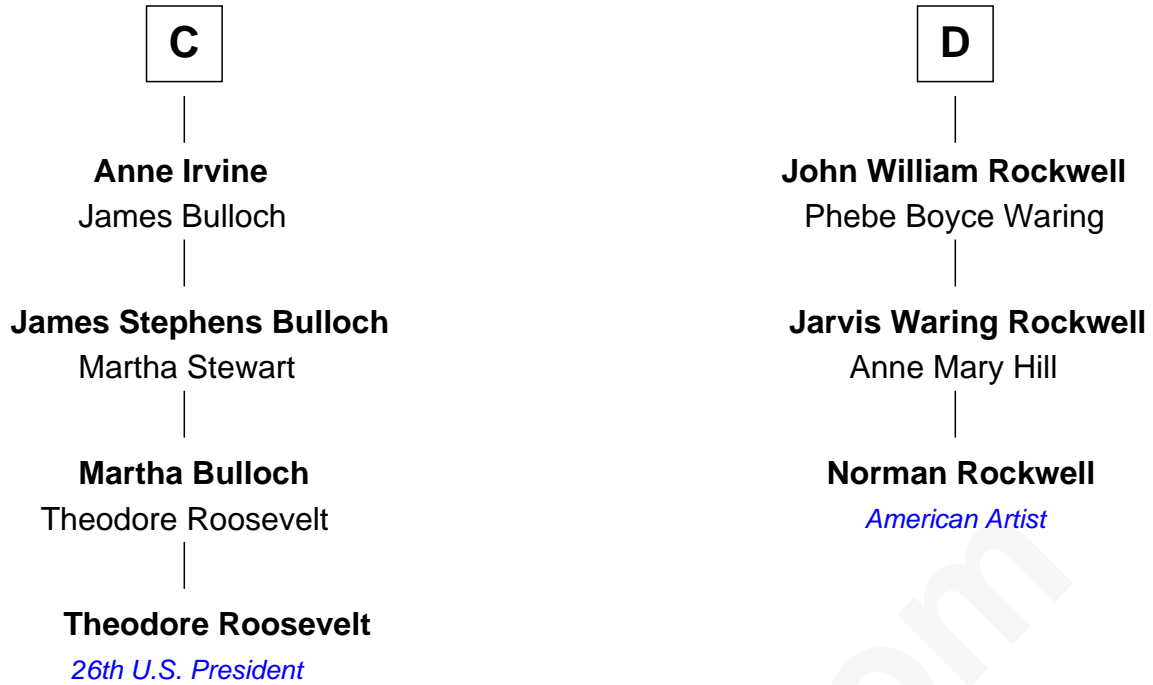 C
Anne Irvine
James Bulloch
James Stephens Bulloch
Martha Stewart
Martha Bulloch
Theodore Roosevelt
Theodore Roosevelt
26th U.S. President
D
John William Rockwell
Phebe Boyce Waring
Jarvis Waring Rockwell
Anne Mary Hill
Norman Rockwell
American Artist
om